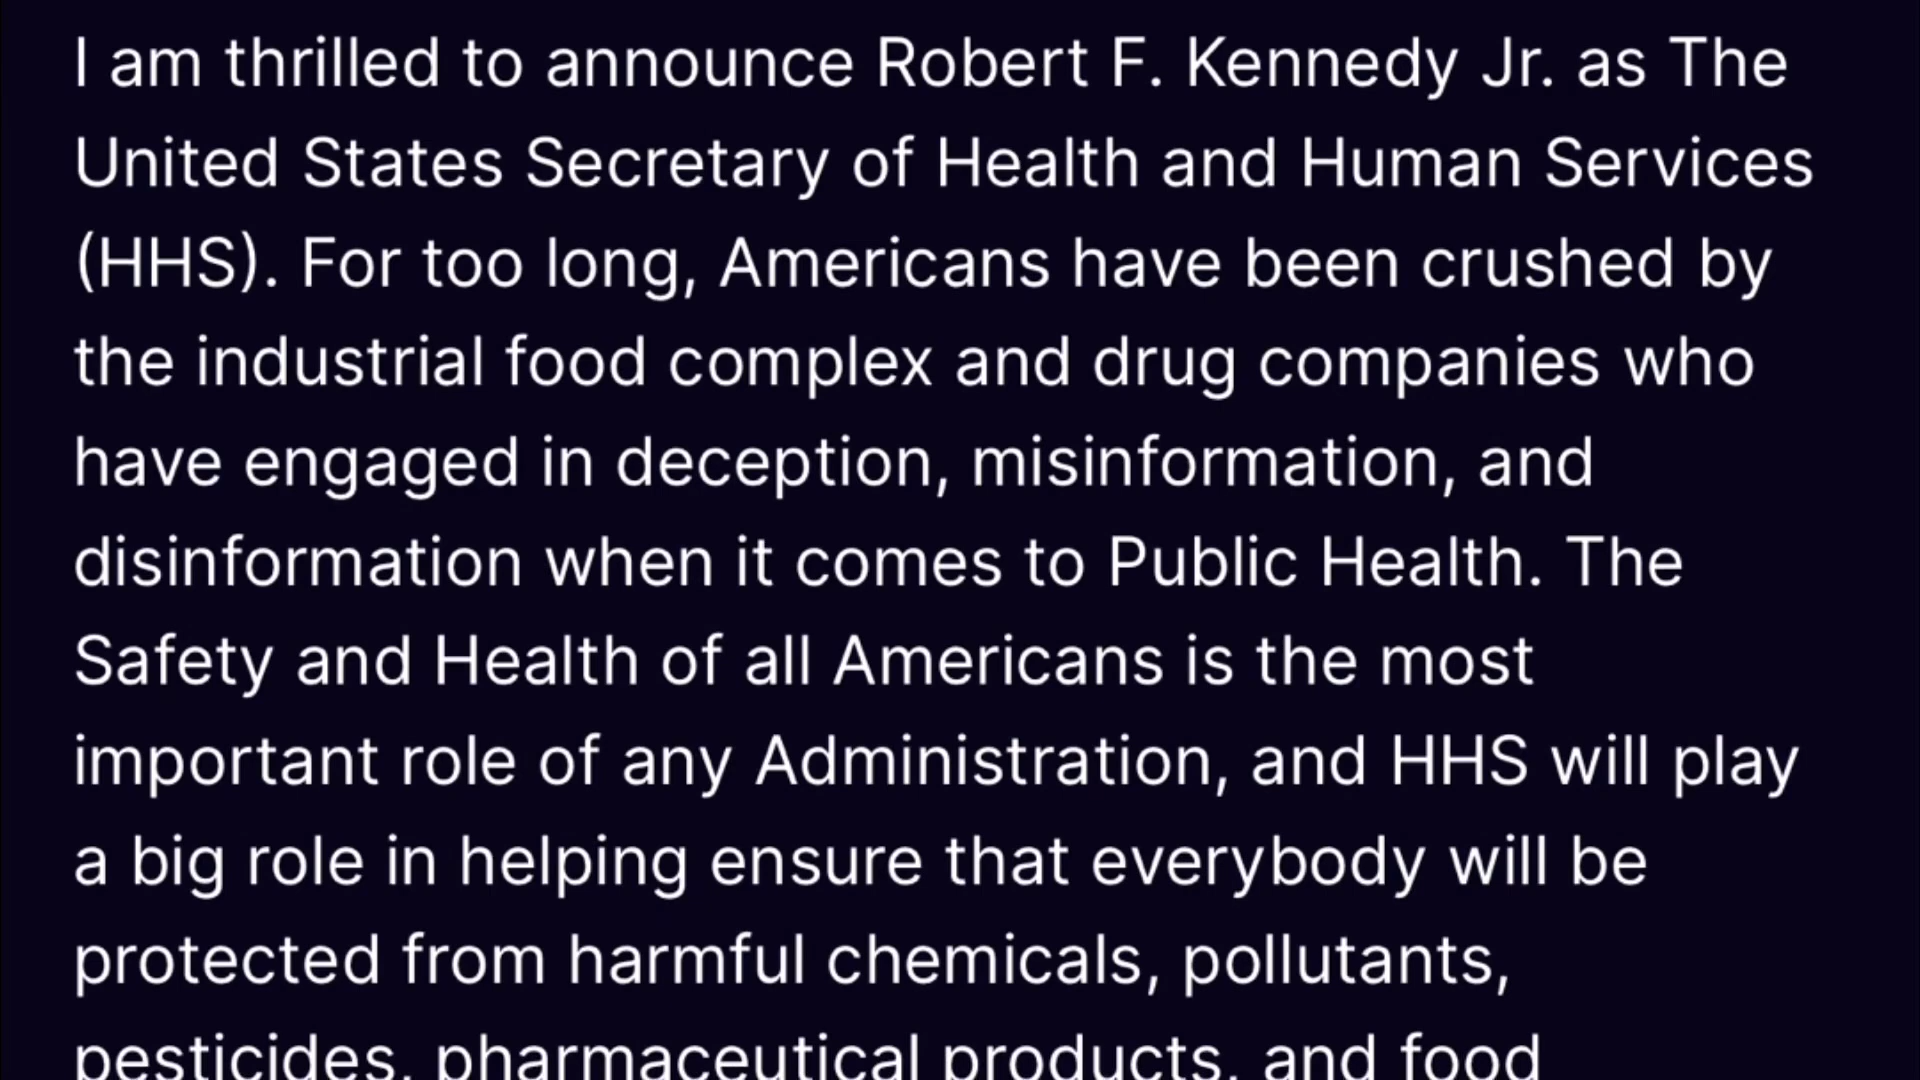 I am thrilled to announce Robert F. Kennedy Jr. as The
United States Secretary of Health and Human Services
(HHS). For too long, Americans have been crushed by
the industrial food complex and drug companies who
have engaged in deception, misinformation, and
disinformation when it comes to Public Health. The
Safety and Health of all Americans is the most
important role of any Administration, and HHS will play
a big role in helping ensure that everybody will be
protected from harmful chemicals, pollutants,
pesticides, pharmaceutical products, and food